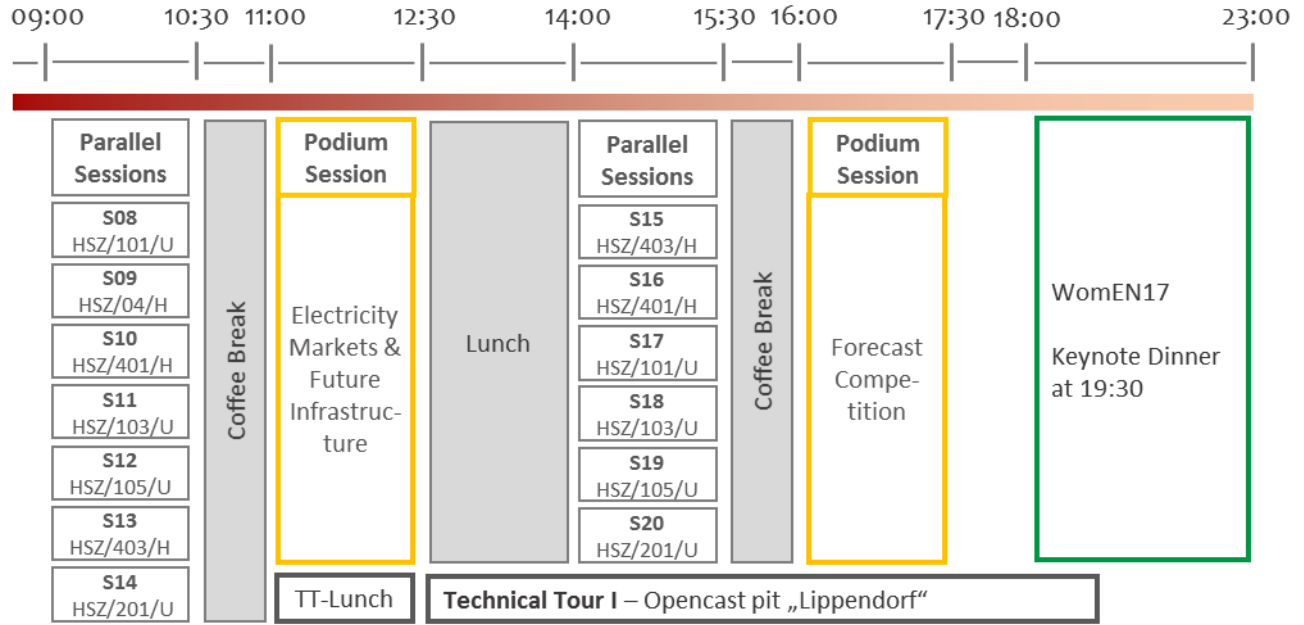 09:00
10:30
11:00
12:30
14:00
15:30
16:00
17:30
18:00
23:00
Parallel
Sessions
S08
HSZ/101/U
S09
HSZ/04/H
S10
HSZ/401/H
S11
HSZ/103/U
S12
HSZ/105/U
S13
HSZ/403/H
S14
HSZ/201/U
Coffee Break
Podium
Session
Electricity
Markets &
Future
Infrastruc-
ture
TT-Lunch
Lunch
Parallel
Sessions
S15
HSZ/403/H
S16
HSZ/401/H
S17
HSZ/101/U
S18
HSZ/103/U
S19
HSZ/105/U
S20
HSZ/201/U
Coffee Break
Podium
Session
Forecast
Compe-
tition
WomEN17
Keynote Dinner
at 19:30
Technical Tour I – Opencast pit „Lippendorf“